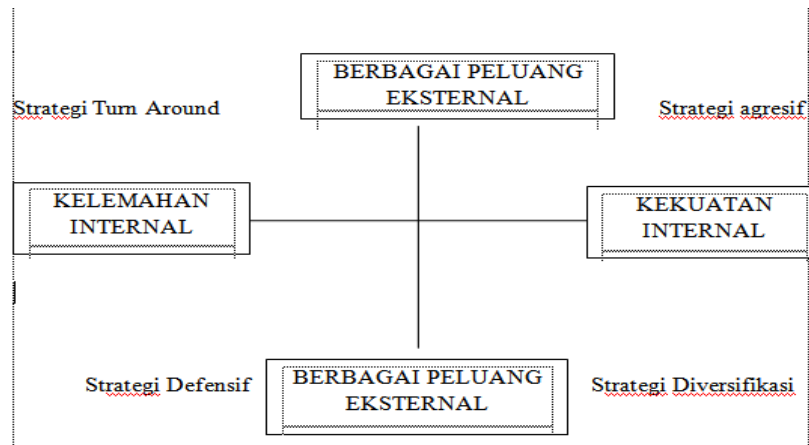 BERBAGAI PELUANG
EKSTERNAL
Strategi Turn Around
Strategi agresif
KELEMAHAN
INTERNAL
KEKUATAN
INTERNAL
Strategi Defensif
BERBAGAI PELUANG
EKSTERNAL
Strategi Diversifikasi